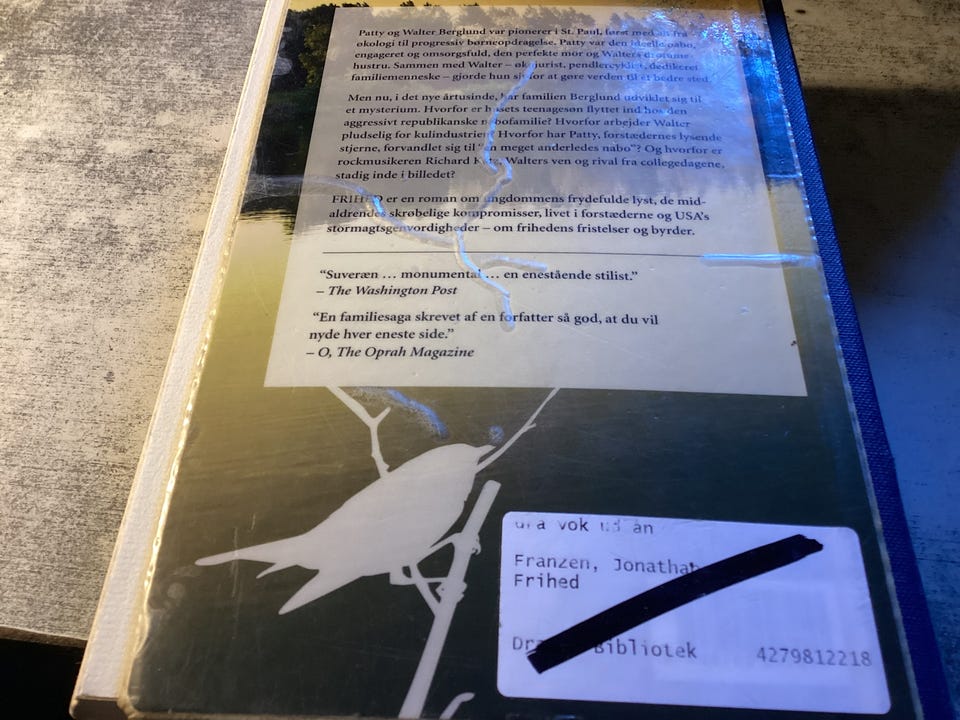 Patty og Walter Berglund var pionerer i St. Paul, først med alt fra
økologi til progressiv børneopdragelse. Patty var den ideelle nabo,
engageret og omsorgsfuld, den perfekte mor og Walters drømme-
hustru. Sammen med Walter – økojurist, pendlercyklist, dedikeret
familiemenneske – gjorde hun sit for at gøre verden til et bedre sted.
Men nu, i det nye årtusinde, har familien Berglund udviklet sig til
et mysterium. Hvorfor er husets teenagesøn flyttet ind hos den
aggressivt republikanske nabofamilie? Hvorfor arbejder Walter
pludselig for kulindustrien? Hvorfor har Patty, forstædernes lysende
stjerne, forvandlet sig til “en meget anderledes nabo”? Og hvorfor er
rockmusikeren Richard Katz, Walters ven og rival fra collegedagene,
stadig inde i billedet?
FRIHED er en roman om ungdommens frydefulde lyst, de mid-
aldrendes skrøbelige kompromisser, livet i forstæderne og USA’s
stormagtsgenvordigheder – om frihedens fristelser og byrder.
“Suveræn … monumental … en enestående stilist.”
– The Washington Post
“En familiesaga skrevet af en forfatter så god, at du vil
nyde hver eneste side.”
– O, The Oprah Magazine
dra vok ud an
Franzen, Jonathan
Frihed
Bibliotek 4279812218